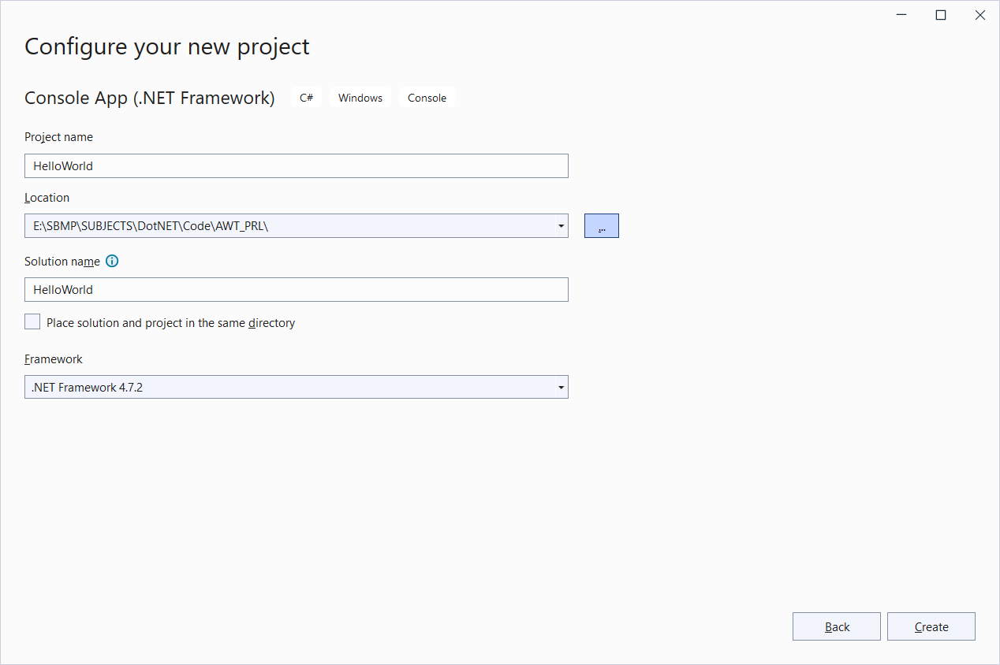 Configure your new project
Console App (.NET Framework) C# Windows Console
Project name
HelloWorld
Location
E:\SBMP\SUBJECTS\DotNET\Code\AWT_PRL\
...
Solution name
HelloWorld
Place solution and project in the same directory
Framework
.NET Framework 4.7.2
Back Create